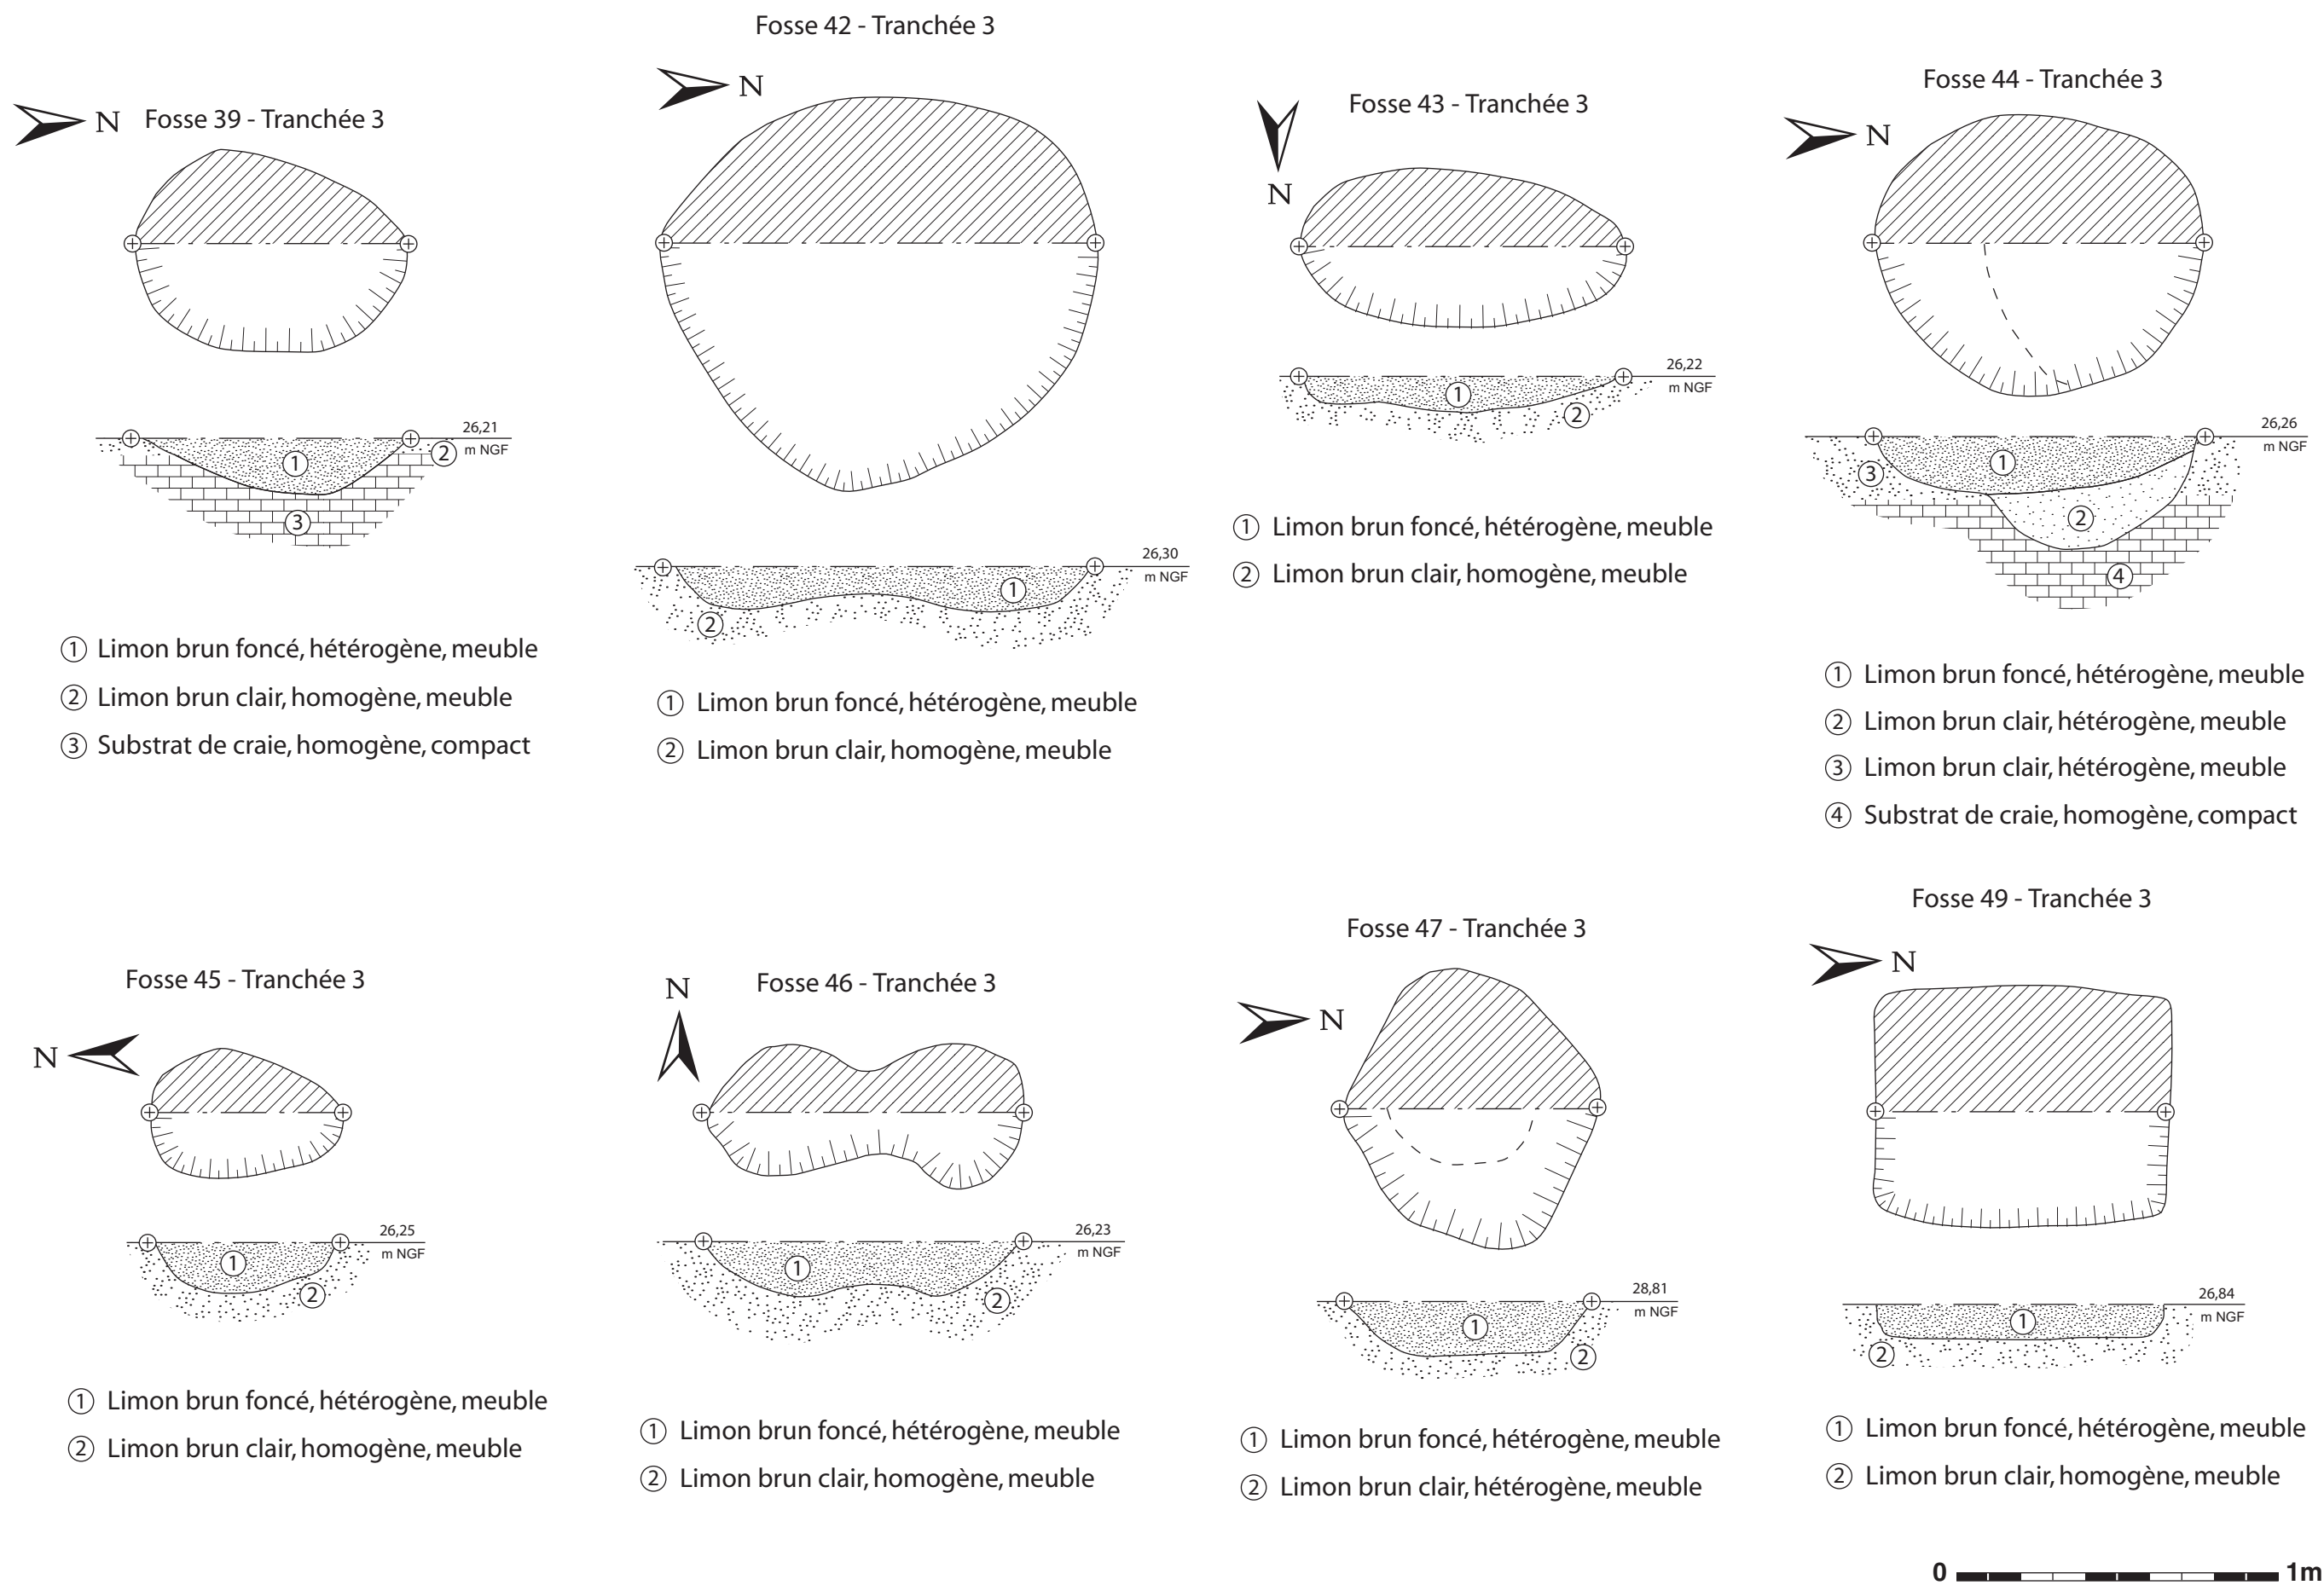 Fosse 39 - Tranchée 3
N
26,21
m NGF
1
2
3
① Limon brun foncé, hétérogène, meuble
② Limon brun clair, homogène, meuble
③ Substrat de craie, homogène, compact
Fosse 42 - Tranchée 3
N
26,30
m NGF
1
2
① Limon brun foncé, hétérogène, meuble
② Limon brun clair, homogène, meuble
Fosse 43 - Tranchée 3
N
26,22
m NGF
1
2
① Limon brun foncé, hétérogène, meuble
② Limon brun clair, homogène, meuble
Fosse 44 - Tranchée 3
N
26,26
m NGF
1
3
2
4
① Limon brun foncé, hétérogène, meuble
② Limon brun clair, hétérogène, meuble
③ Limon brun clair, hétérogène, meuble
④ Substrat de craie, homogène, compact
Fosse 45 - Tranchée 3
N
26,25
m NGF
1
2
① Limon brun foncé, hétérogène, meuble
② Limon brun clair, homogène, meuble
Fosse 46 - Tranchée 3
N
26,23
m NGF
1
2
① Limon brun foncé, hétérogène, meuble
② Limon brun clair, homogène, meuble
Fosse 47 - Tranchée 3
N
28,81
m NGF
1
2
① Limon brun foncé, hétérogène, meuble
② Limon brun clair, hétérogène, meuble
Fosse 49 - Tranchée 3
N
26,84
m NGF
1
2
① Limon brun foncé, hétérogène, meuble
② Limon brun clair, homogène, meuble
0 1m